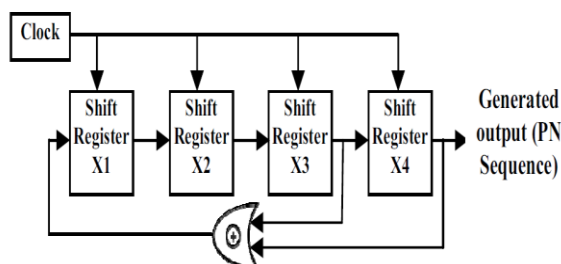 Clock
Shift
Register
X1
Shift
Register
X2
Shift
Register
X3
Shift
Register
X4
Generated
output (PN
Sequence)